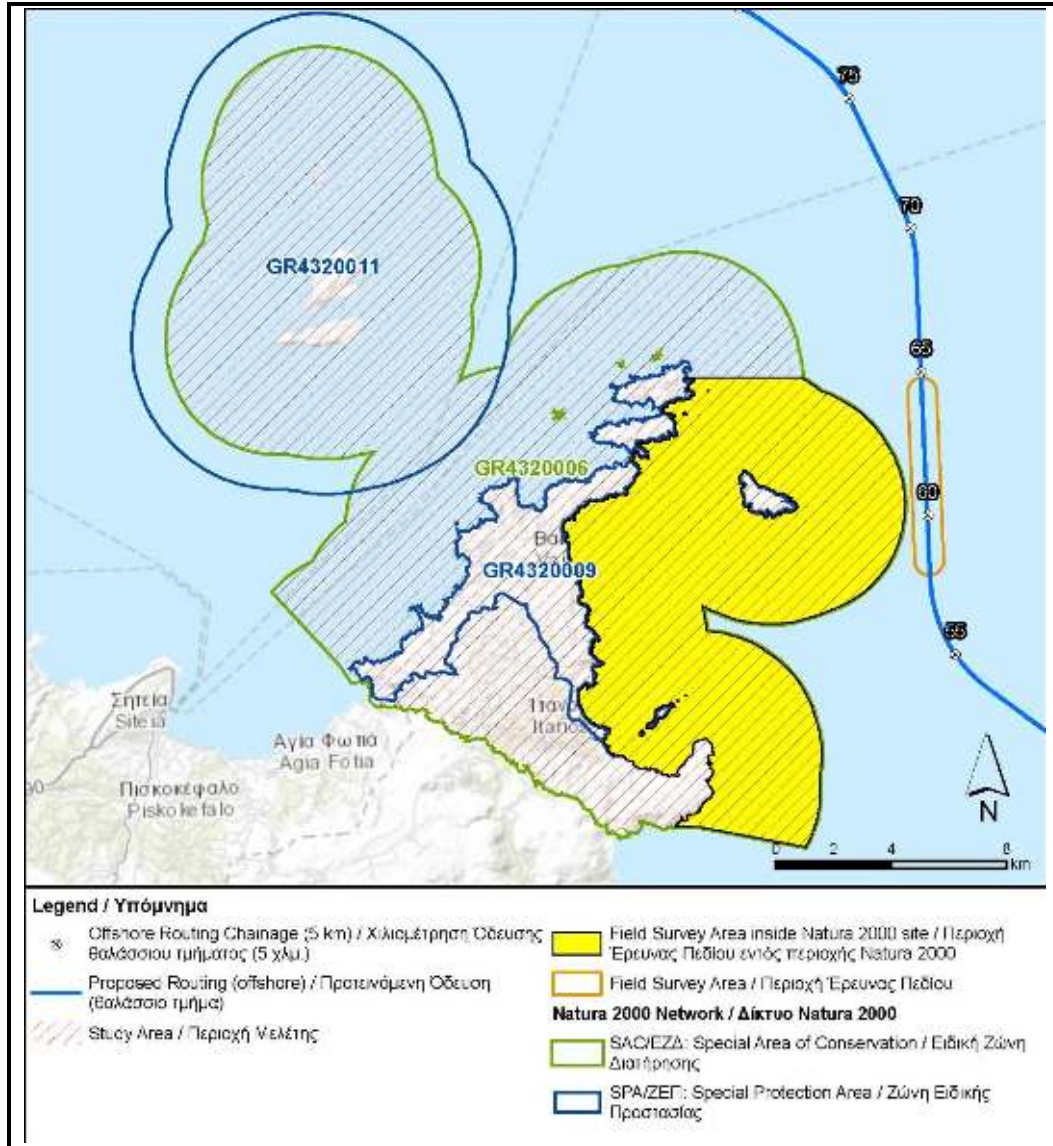 75
70
GR4320011
65
GR4320006
60
GR4320009
55
Ίτανος
Itanos
Σητεία
Siteia
Αγία Φωτιά
Agia Fotia
Πισκοκέφαλο
Piskokefalo
90
N
0 2 4 8
km
Legend / Υπόμνημα
Offshore Routing Chainage (5 km) / Χιλιομέτρηση Όδευσης
θαλάσσιου τμήματος (5 χλμ.)
Proposed Routing (offshore) / Προτεινόμενη Όδευση
(θαλάσσιο τμήμα)
Study Area / Περιοχή Μελέτης
Field Survey Area inside Natura 2000 site / Περιοχή
Έρευνας Πεδίου εντός περιοχής Natura 2000
Field Survey Area / Περιοχή Έρευνας Πεδίου
Natura 2000 Network / Δίκτυο Natura 2000
SAC/ΕΖΔ: Special Area of Conservation / Ειδική Ζώνη
Διατήρησης
SPA/ΖΕΠ: Special Protection Area / Ζώνη Ειδικής
Προστασίας